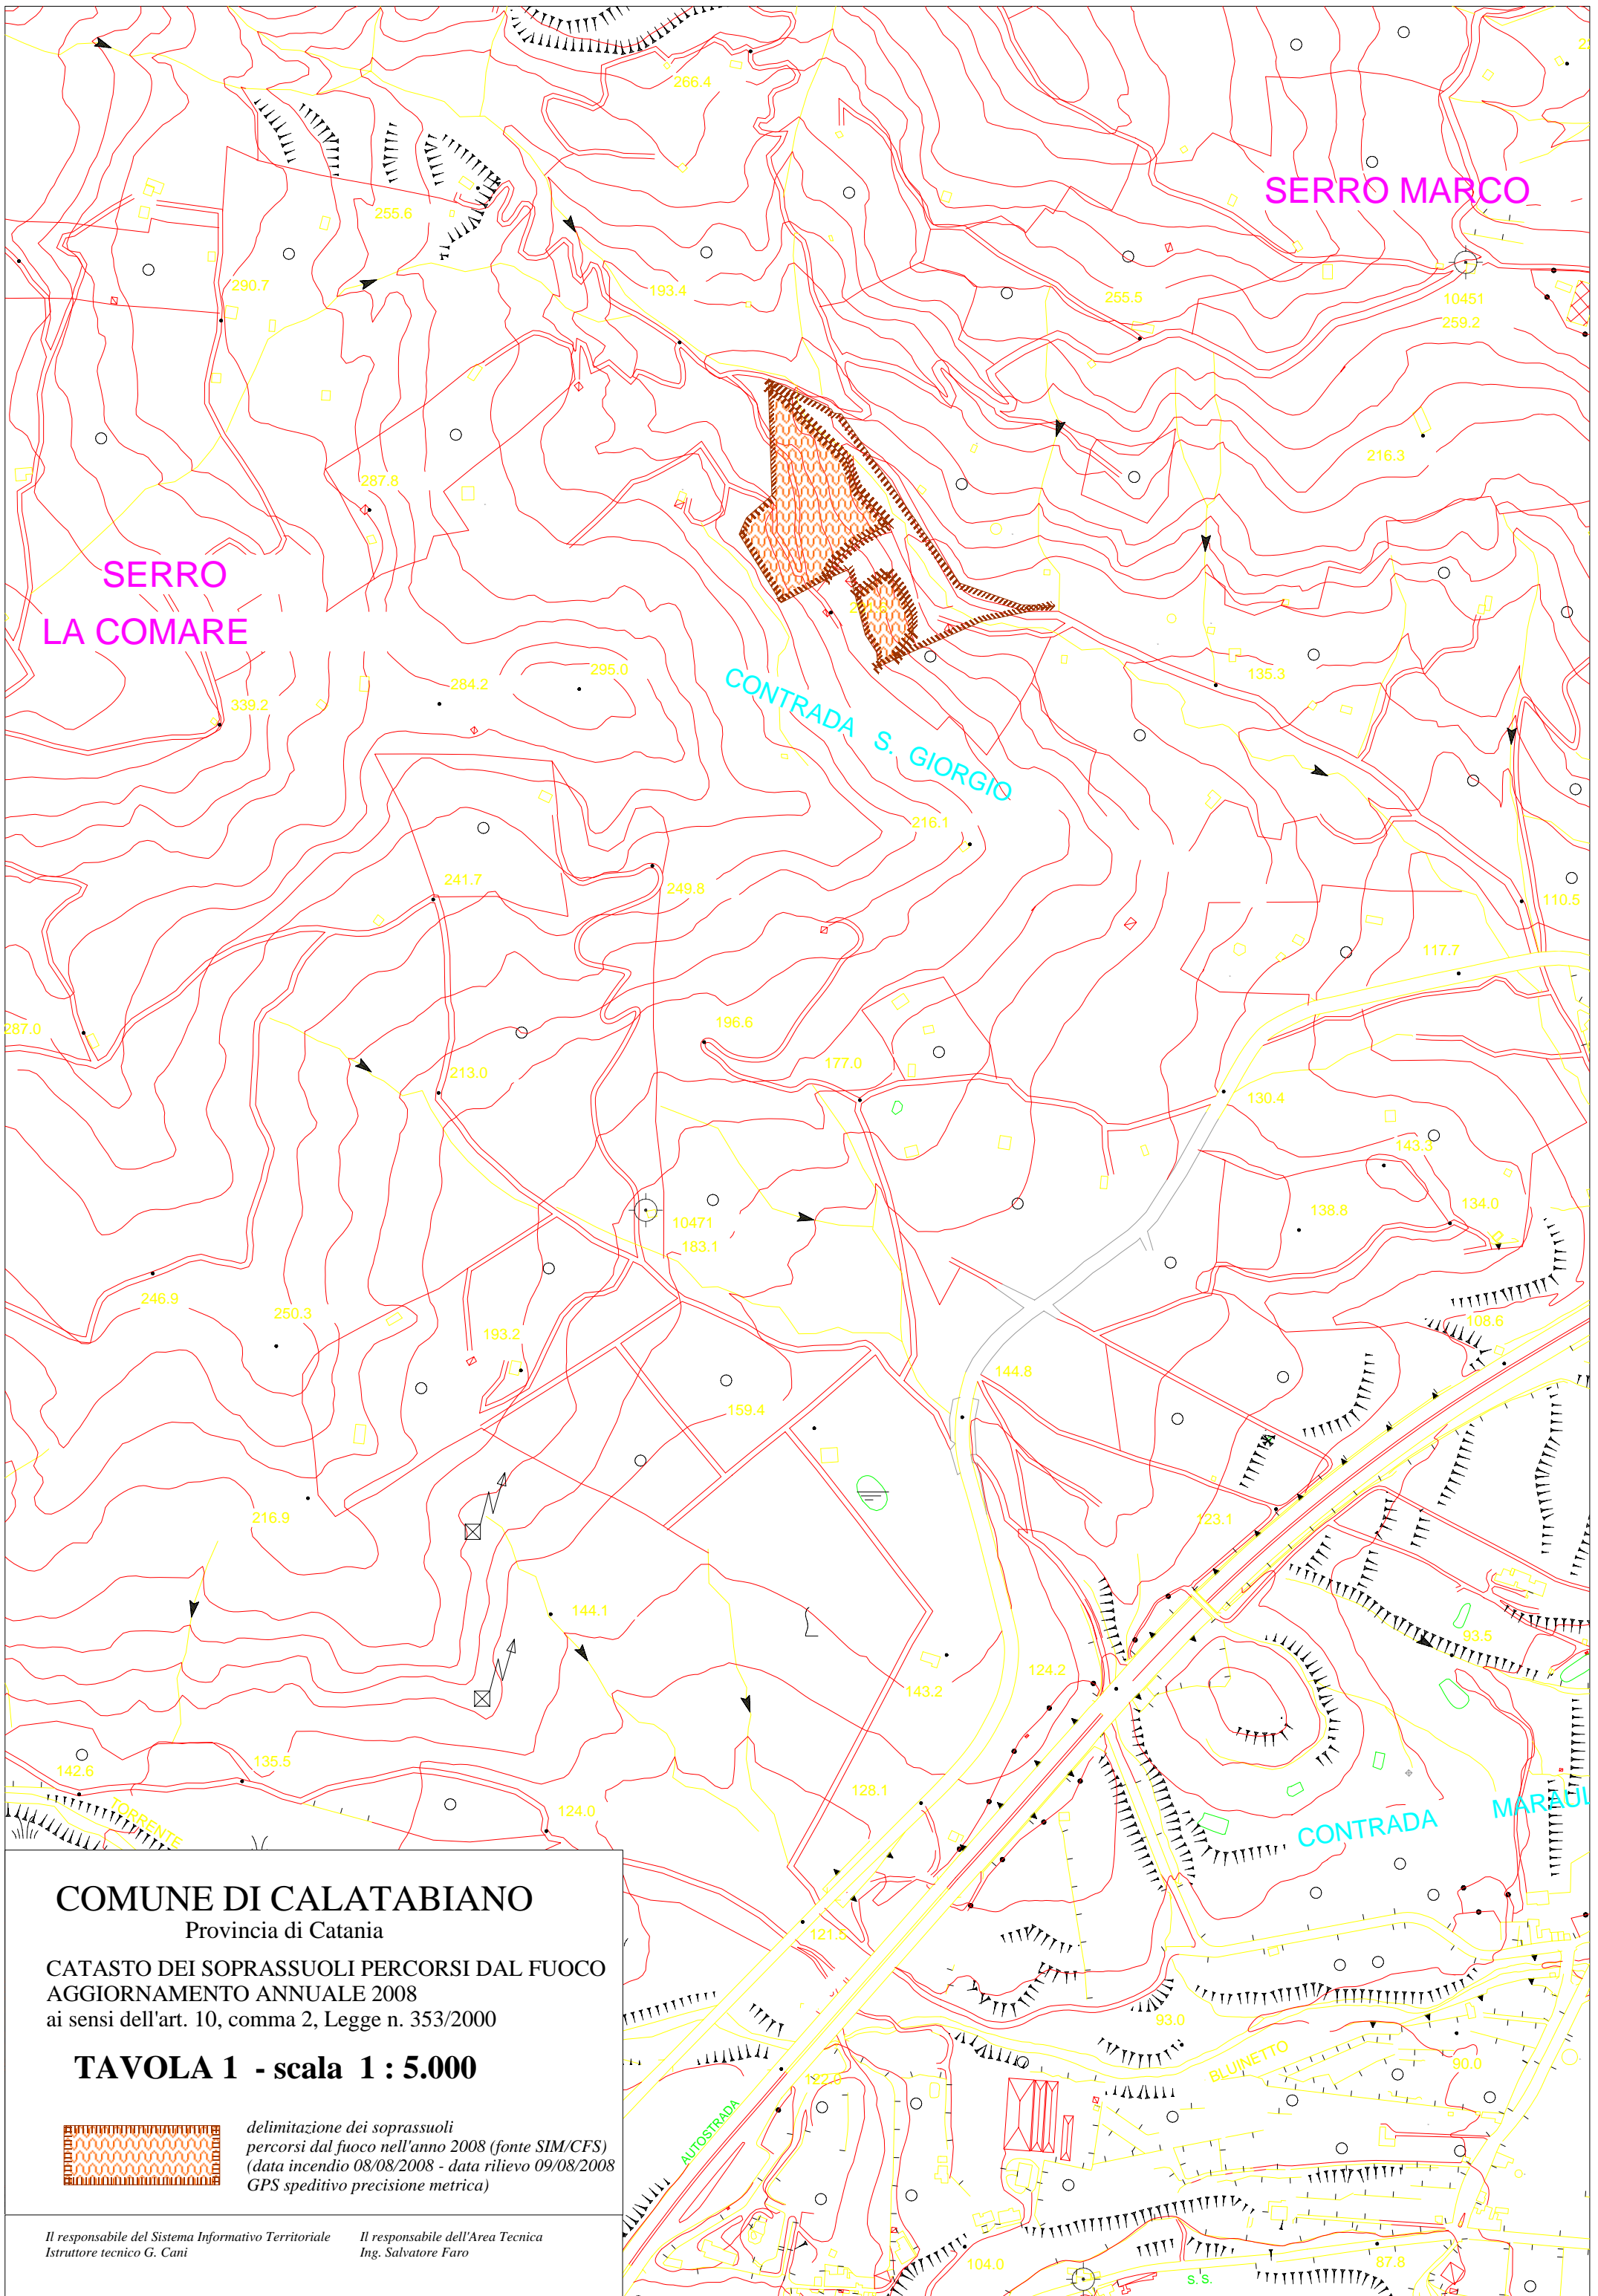 268.4
SERRO MARCO
255.6
290.7
193.4
255.5
10451
259.2
216.3
287.8
SERRO
LA COMARE
295.0
284.2
339.2
135.3
CONTRADA S. GIORGIO
216.1
241.7
249.8
110.5
117.7
287.0
196.6
177.0
213.0
130.4
143.3
134.0
138.8
10471
183.1
246.9
250.3
193.2
108.6
144.8
159.4
216.9
123.1
144.1
93.5
124.2
143.2
135.5
142.6
128.1
124.0
TORRENTE
CONTRADA MARAUL
121.5
93.0
BLUINETTO
90.0
122.0
AUTOSTRADA
104.0
87.8
S. S.
COMUNE DI CALATABIANO
Provincia di Catania
CATASTO DEI SOPRASSUOLI PERCORSI DAL FUOCO
AGGIORNAMENTO ANNUALE 2008
ai sensi dell'art. 10, comma 2, Legge n. 353/2000
TAVOLA 1 - scala 1 : 5.000
delimitazione dei soprassuoli
percorsi dal fuoco nell'anno 2008 (fonte SIM/CFS)
(data incendio 08/08/2008 - data rilievo 09/08/2008
GPS speditivo precisione metrica)
Il responsabile del Sistema Informativo Territoriale
Istruttore tecnico G. Cani
Il responsabile dell'Area Tecnica
Ing. Salvatore Faro